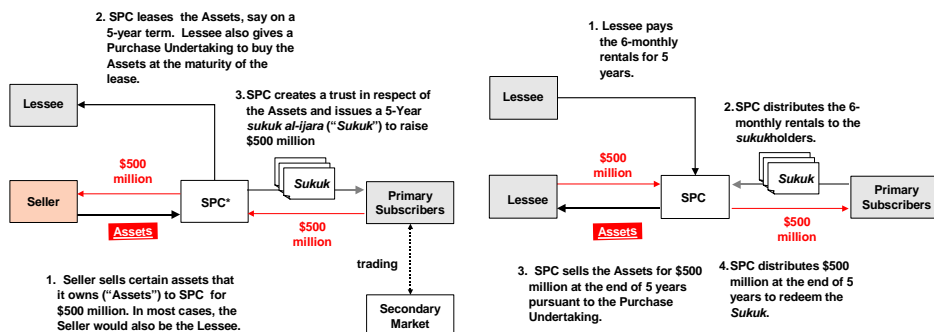 2. SPC leases the Assets, say on a
5-year term. Lessee also gives a
Purchase Undertaking to buy the
Assets at the maturity of the
lease.
Lessee
3.SPC creates a trust in respect of
the Assets and issues a 5-Year
sukuk al-ijara (“Sukuk”) to raise
$500 million
$500
million
Seller
SPC*
Sukuk
Primary
Subscribers
Assets
$500
million
trading
1. Seller sells certain assets that
it owns (“Assets”) to SPC for
$500 million. In most cases, the
Seller would also be the Lessee.
Secondary
Market
1. Lessee pays
the 6-monthly
rentals for 5
years.
Lessee
2. SPC distributes the 6-
monthly rentals to the
sukukholders.
$500
million
Sukuk
Lessee
SPC
Primary
Subscribers
Assets
$500
million
3. SPC sells the Assets for $500
million at the end of 5 years
pursuant to the Purchase
Undertaking.
4. SPC distributes $500
million at the end of 5
years to redeem the
Sukuk.